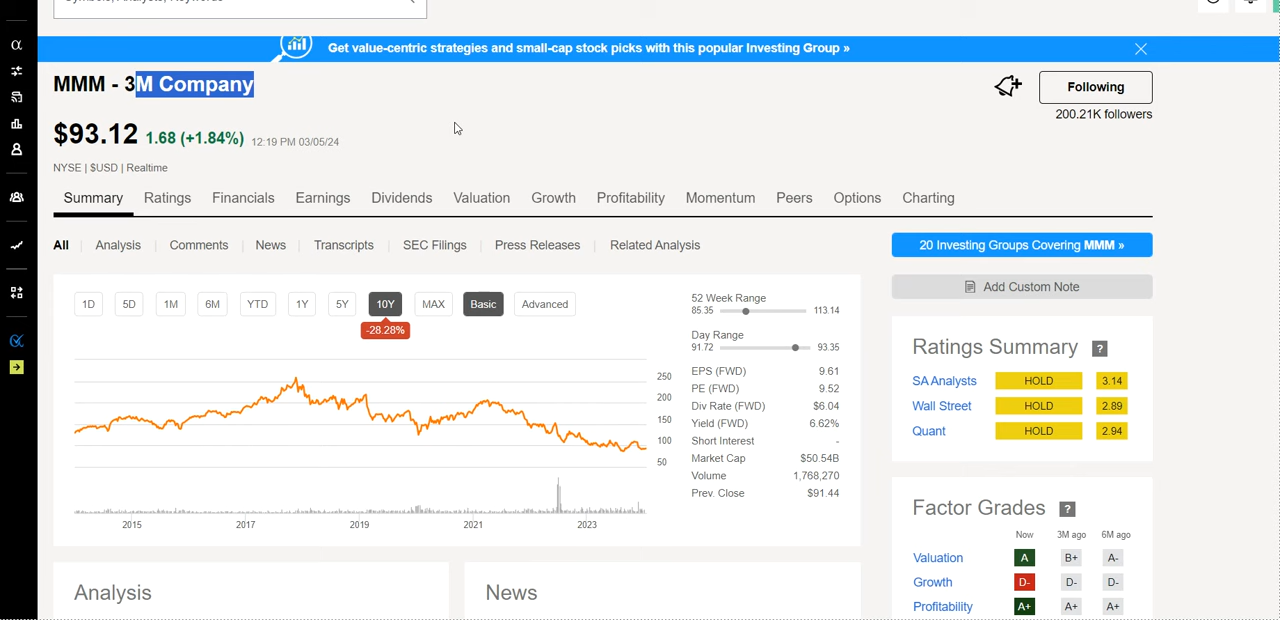 Get value-centric strategies and small-cap stock picks with this popular Investing Group »
MMM - 3M Company
Following
200.21K followers
$93.12 1.68 (+1.84%) 12:19 PM 03/05/24
NYSE | $USD | Realtime
Summary Ratings Financials Earnings Dividends Valuation Growth Profitability Momentum Peers Options Charting
All Analysis Comments News Transcripts SEC Filings Press Releases Related Analysis
20 Investing Groups Covering MMM »
Add Custom Note
1D 5D 1M 6M YTD 1Y 5Y 10Y MAX Basic Advanced
-28.28%
250
200
150
100
50
2015 2017 2019 2021 2023
52 Week Range
85.35 113.14
Day Range
91.72 93.35
EPS (FWD) 9.61
PE (FWD) 9.52
Div Rate (FWD) $6.04
Yield (FWD) 6.62%
Short Interest -
Market Cap $50.54B
Volume 1,768,270
Prev. Close $91.44
Ratings Summary ?
SA Analysts HOLD 3.14
Wall Street HOLD 2.89
Quant HOLD 2.94
Factor Grades ?
Now 3M ago 6M ago
Valuation A B+ A-
Growth D- D- D-
Profitability A+ A+ A+
Analysis
News